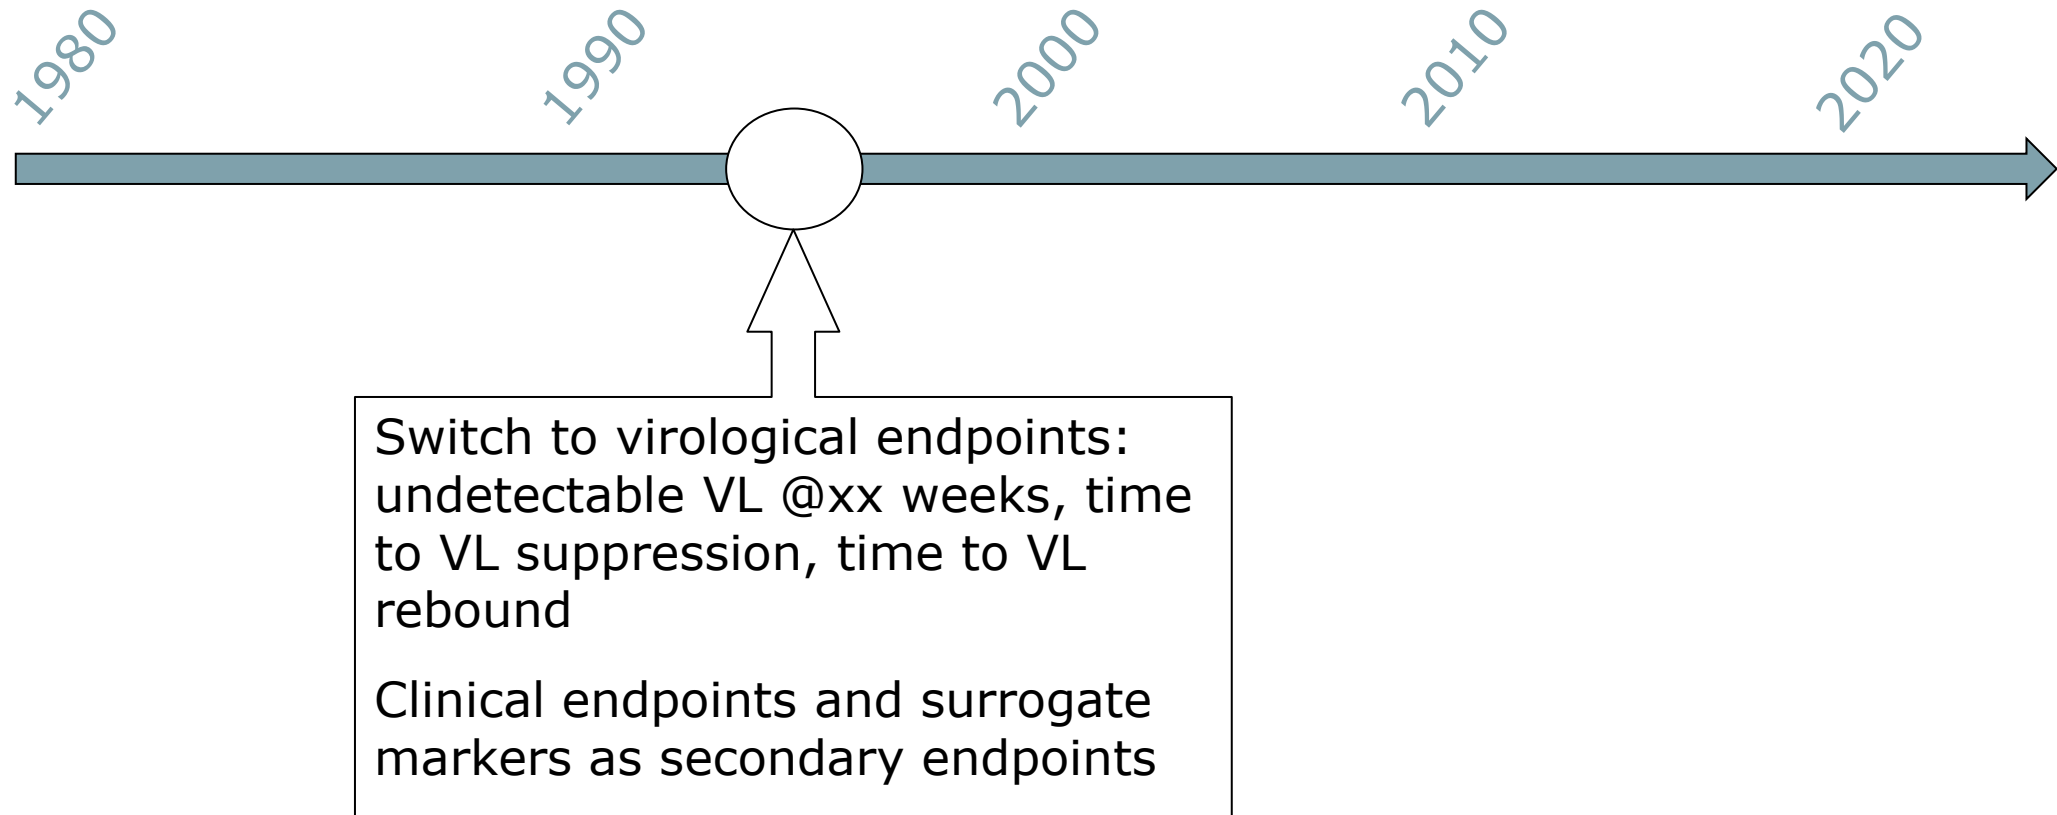 1980
1990
2000
2010
2020
Switch to virological endpoints:
undetectable VL @xx weeks, time
to VL suppression, time to VL
rebound
Clinical endpoints and surrogate
markers as secondary endpoints